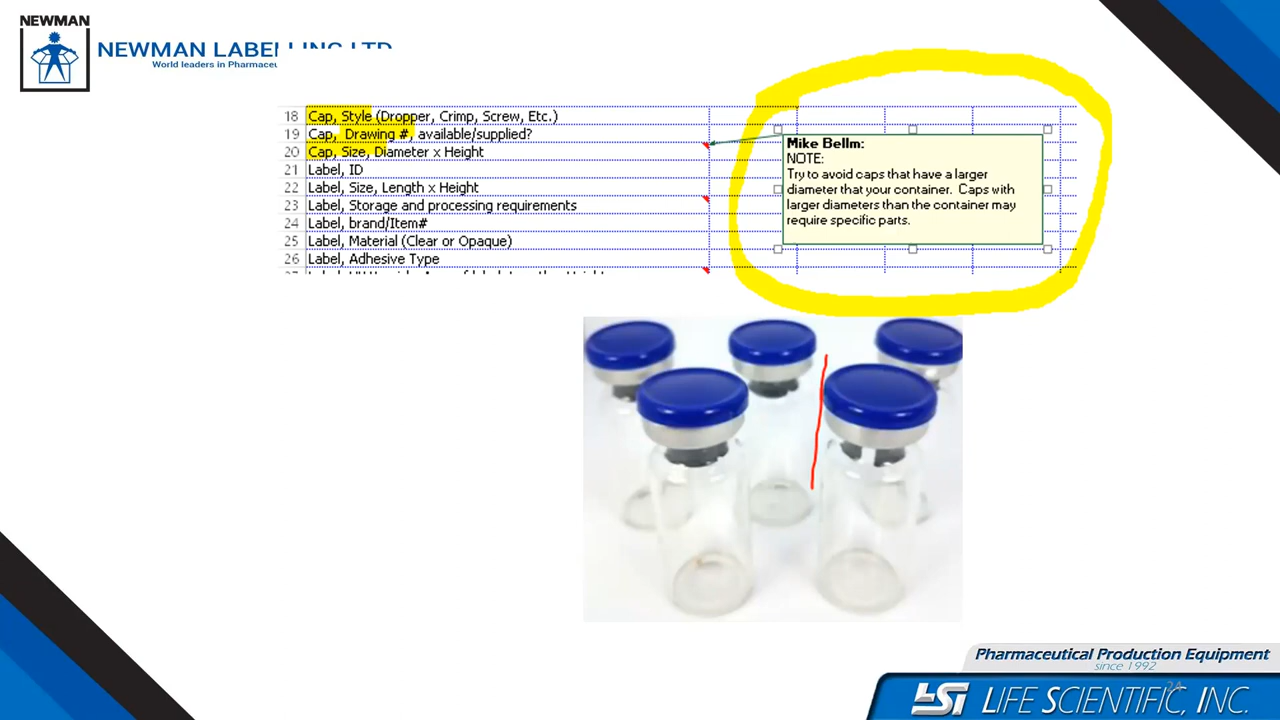 NEWMAN
NEWMAN LABELLING LTD
World leaders in Pharmaceu
18 Cap, Style (Dropper, Crimp, Screw, Etc.)
19 Cap, Drawing #, available/supplied?
20 Cap, Size, Diameter x Height
21 Label, ID
22 Label, Size, Length x Height
23 Label, Storage and processing requirements
24 Label, brand/Item#
25 Label, Material (Clear or Opaque)
26 Label, Adhesive Type
Mike Bellm:
NOTE:
Try to avoid caps that have a larger
diameter that your container. Caps with
larger diameters than the container may
require specific parts.
Pharmaceutical Production Equipment
since 1992
24
LSI LIFE SCIENTIFIC, INC.